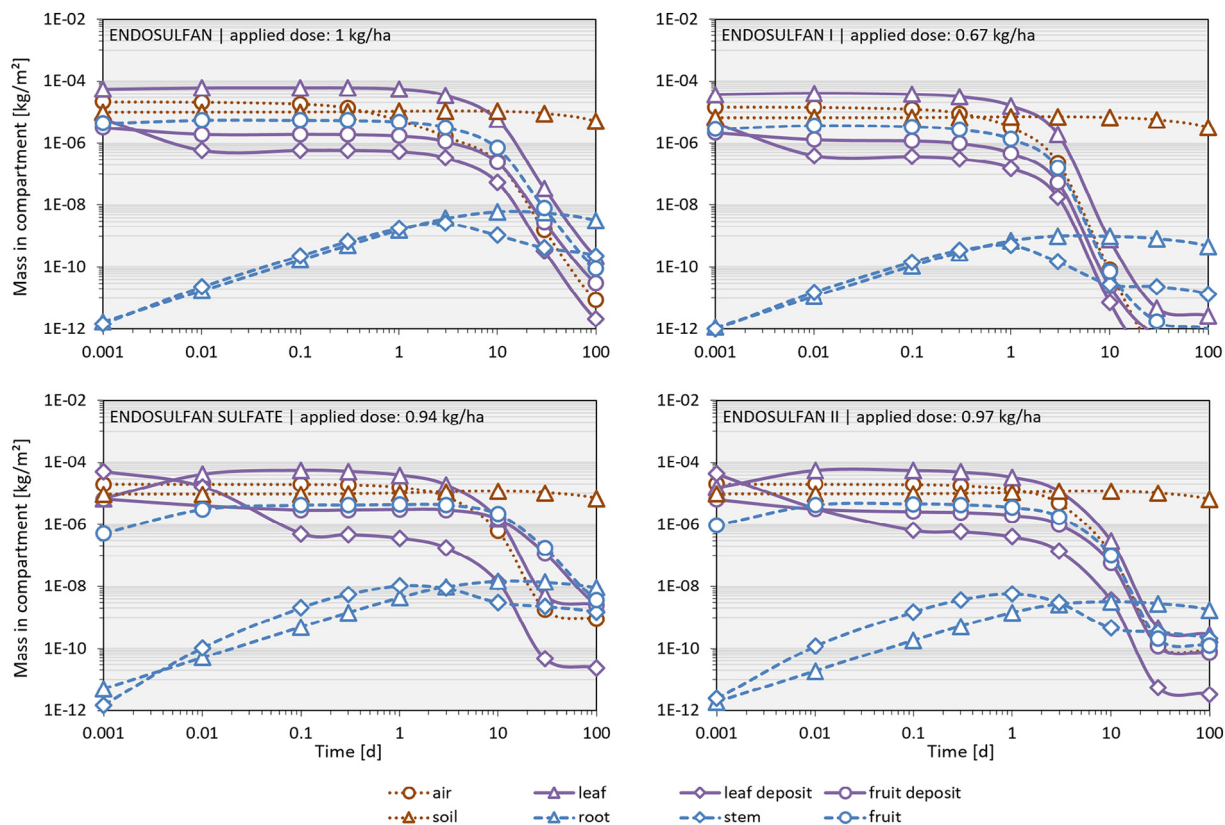 ENDOSULFAN | applied dose: 1 kg/ha
Mass in compartment [kg/m²]
1E-02
1E-04
1E-06
1E-08
1E-10
1E-12
0.001 0.01 0.1 1 10 100
ENDOSULFAN I | applied dose: 0.67 kg/ha
1E-02
1E-04
1E-06
1E-08
1E-10
1E-12
0.001 0.01 0.1 1 10 100
ENDOSULFAN SULFATE | applied dose: 0.94 kg/ha
Mass in compartment [kg/m²]
1E-02
1E-04
1E-06
1E-08
1E-10
1E-12
0.001 0.01 0.1 1 10 100
Time [d]
ENDOSULFAN II | applied dose: 0.97 kg/ha
1E-02
1E-04
1E-06
1E-08
1E-10
1E-12
0.001 0.01 0.1 1 10 100
Time [d]
air leaf leaf deposit fruit deposit
soil root stem fruit